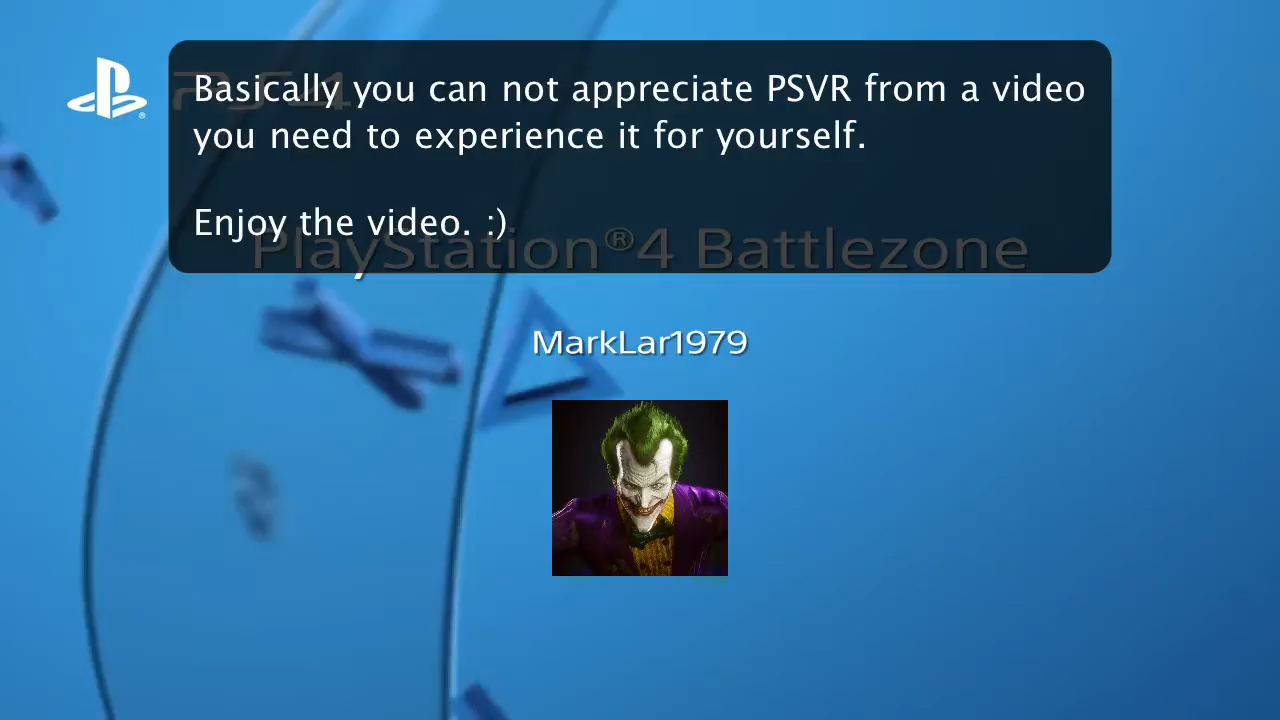 PS4
Basically you can not appreciate PSVR from a video
you need to experience it for yourself.
Enjoy the video. :)
PlayStation®4 Battlezone
MarkLar1979